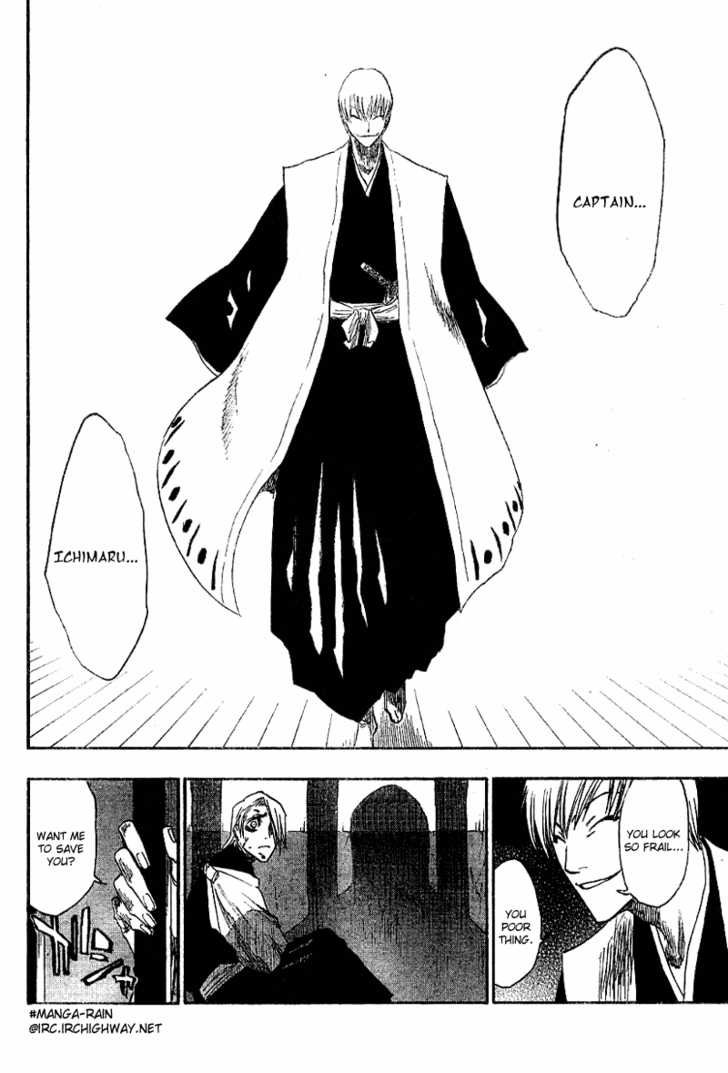 CAPTAIN...
ICHIMARU...
YOU LOOK
SO FRAIL...
YOU
POOR
THING.
WANT ME
TO SAVE
YOU?
#MANGA-RAIN
@IRC.IRCHIGHWAY.NET